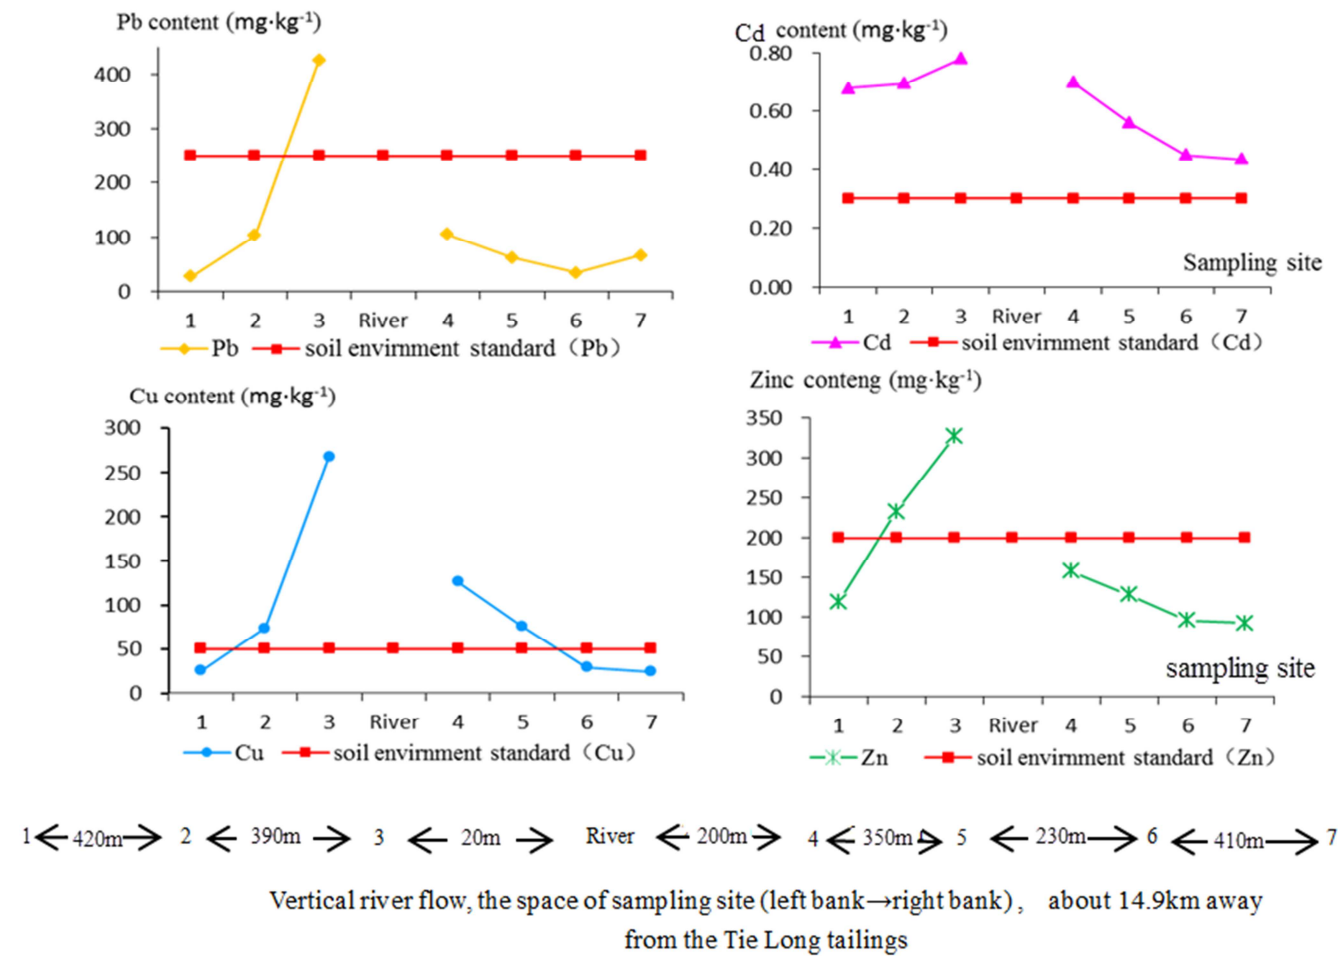 Pb content (mg·kg-1)
400
300
200
100
0
1 2 3 River 4 5 6 7
Pb soil envirnment standard（Pb）
Cd content (mg·kg-1)
0.80
0.60
0.40
0.20
0.00
Sampling site
1 2 3 River 4 5 6 7
Cd soil envirnment standard（Cd）
Cu content (mg·kg-1)
300
250
200
150
100
50
0
1 2 3 River 4 5 6 7
Cu soil envirnment standard（Cu）
Zinc conteng (mg·kg-1)
350
300
250
200
150
100
50
0
sampling site
1 2 3 River 4 5 6 7
Zn soil envirnment standard（Zn）
1 420m 2 390m 3 20m River 200m 4 350m 5 230m 6 410m 7
Vertical river flow, the space of sampling site (left bank→right bank), about 14.9km away
from the Tie Long tailings